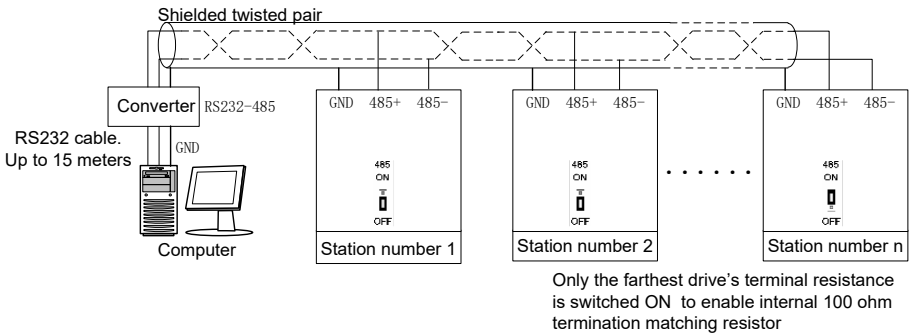 Shielded twisted pair
GND 485+ 485-
GND 485+ 485-
GND 485+ 485-
Converter RS232-485
RS232 cable.
Up to 15 meters
GND
485
ON
OFF
485
ON
OFF
485
ON
OFF
Computer
Station number 1
Station number 2
Station number n
Only the farthest drive's terminal resistance
is switched ON to enable internal 100 ohm
termination matching resistor